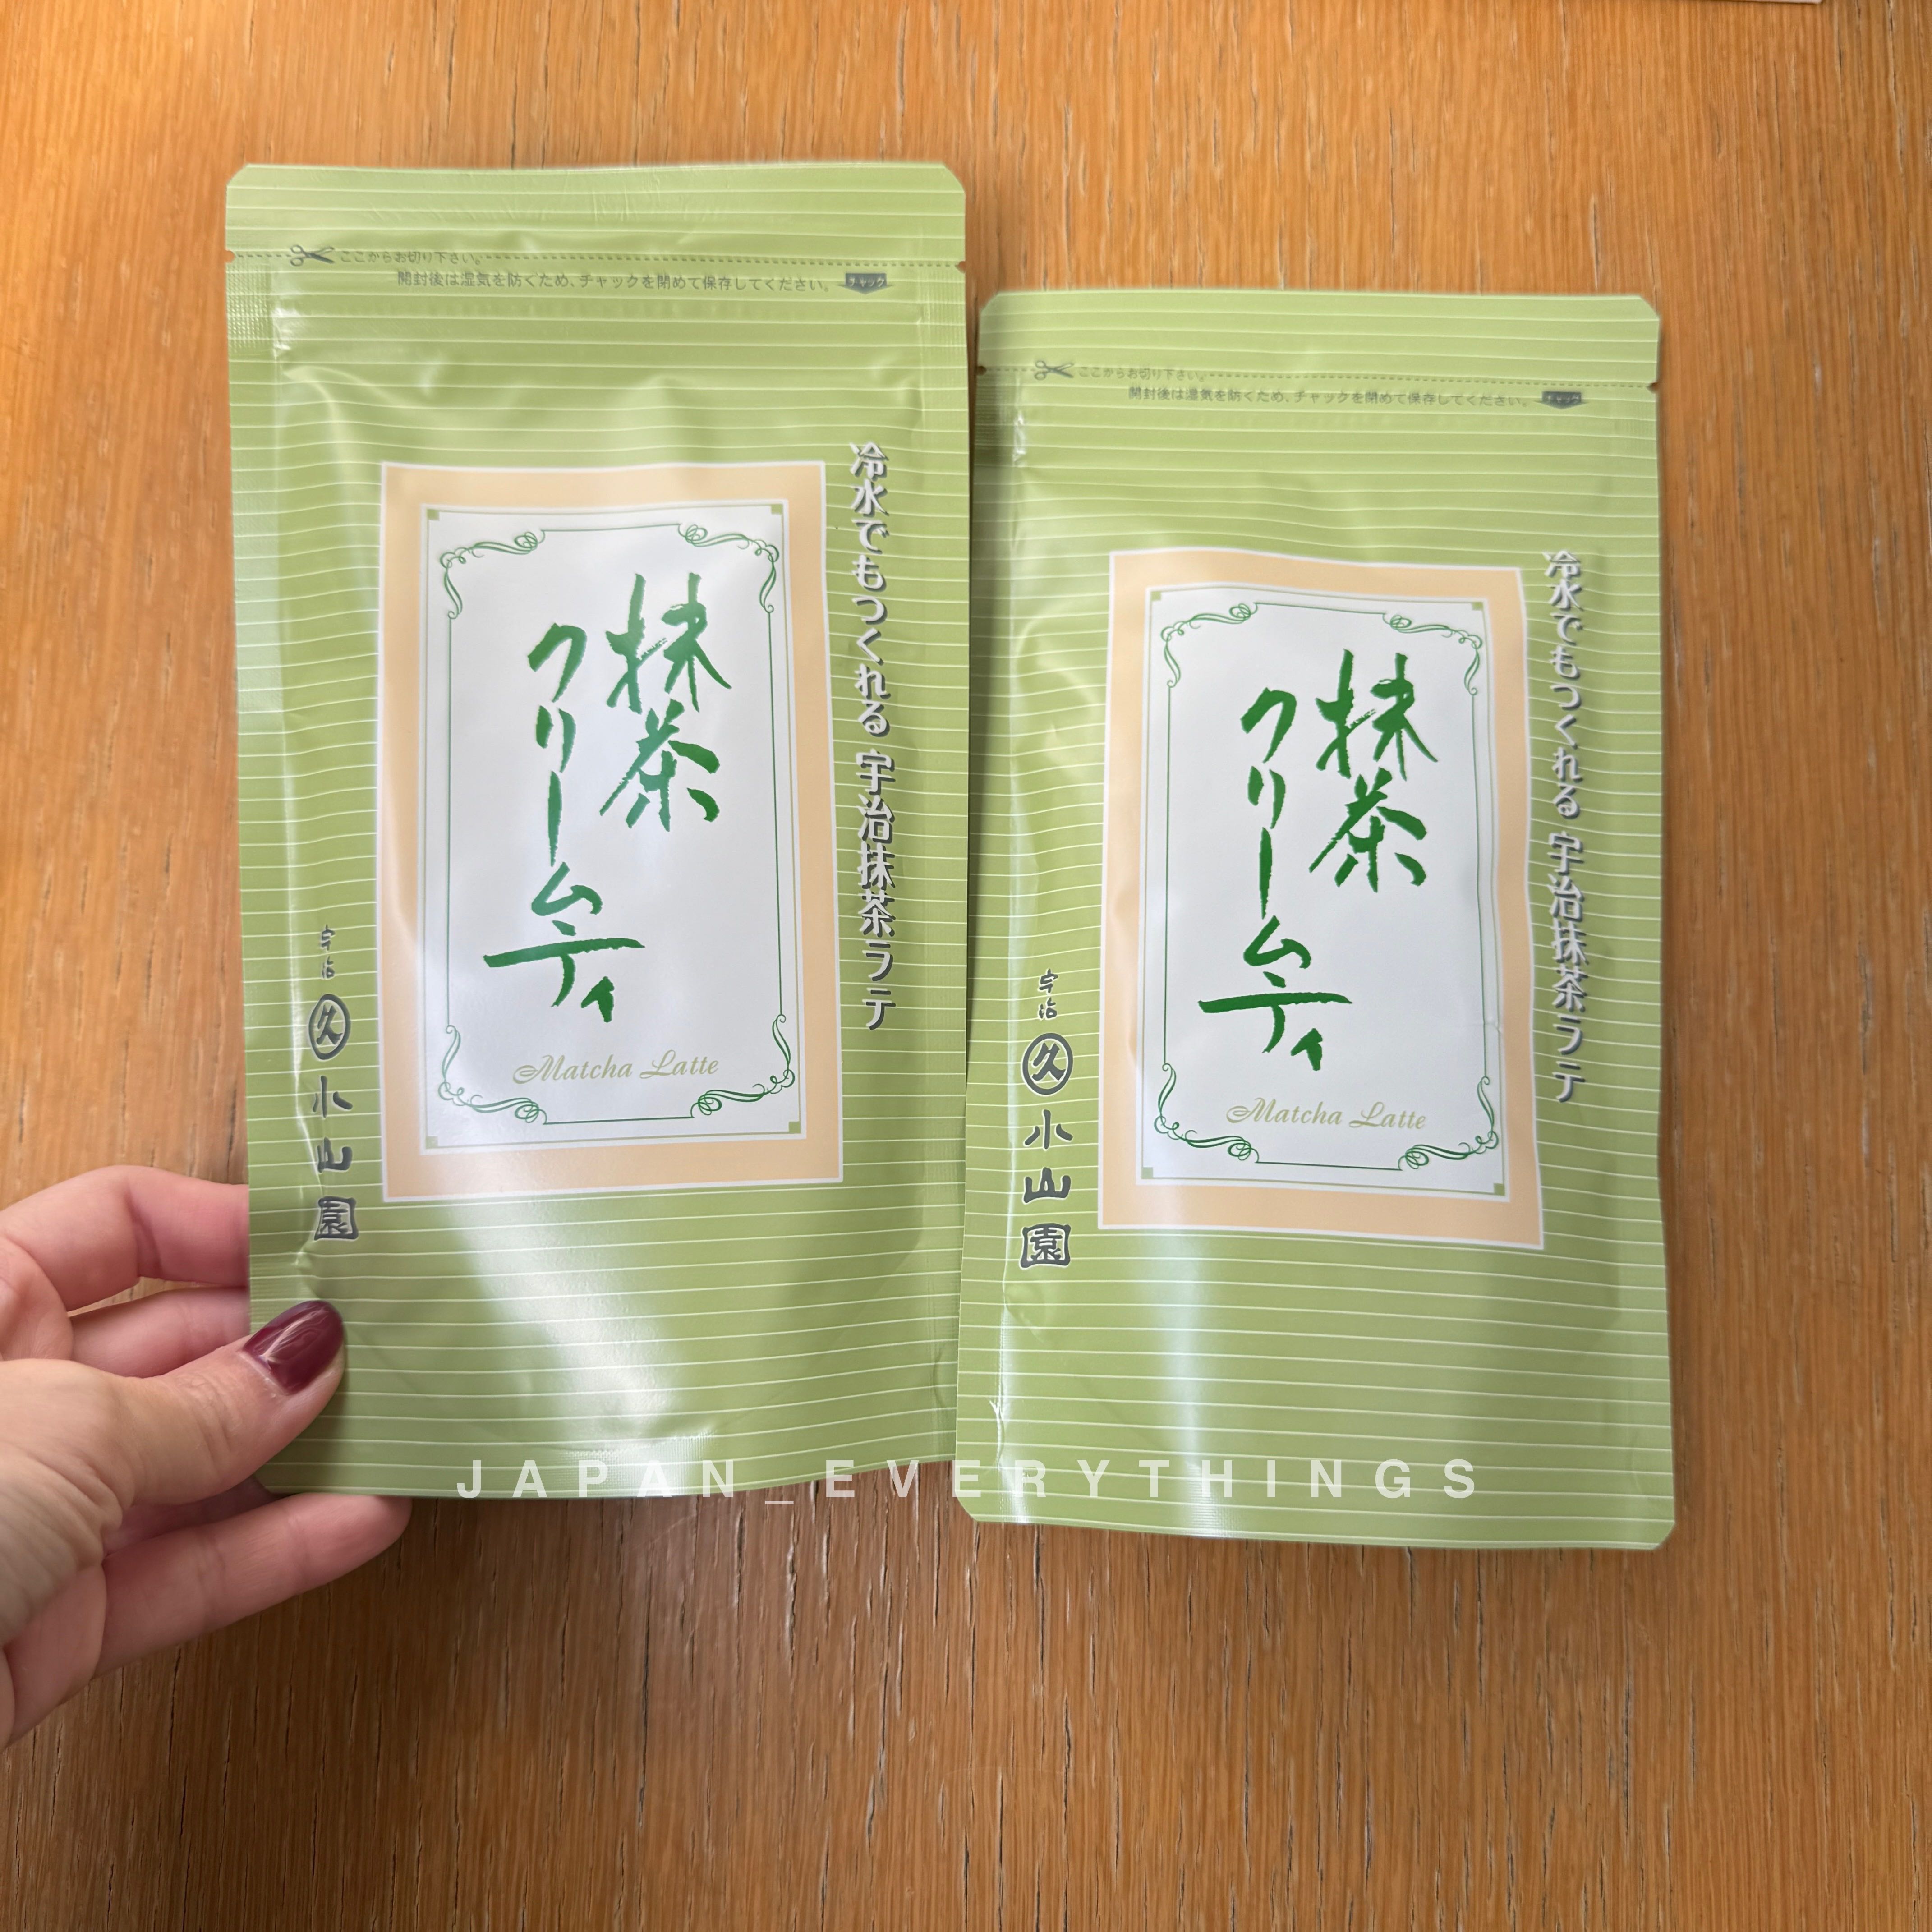 ここからお切り下さい。
開封後は湿気を防ぐため、チャックを閉めて保存してください。
チャック
冷水でもつくれる 宇治抹茶ラテ
抹茶
クリームティ
Matcha Latte
宇治
久
小山園
ここからお切り下さい。
開封後は湿気を防ぐため、チャックを閉めて保存してください。
チャック
冷水でもつくれる 宇治抹茶ラテ
抹茶
クリームティ
Matcha Latte
宇治
久
小山園
JAPAN_EVERYTHINGS